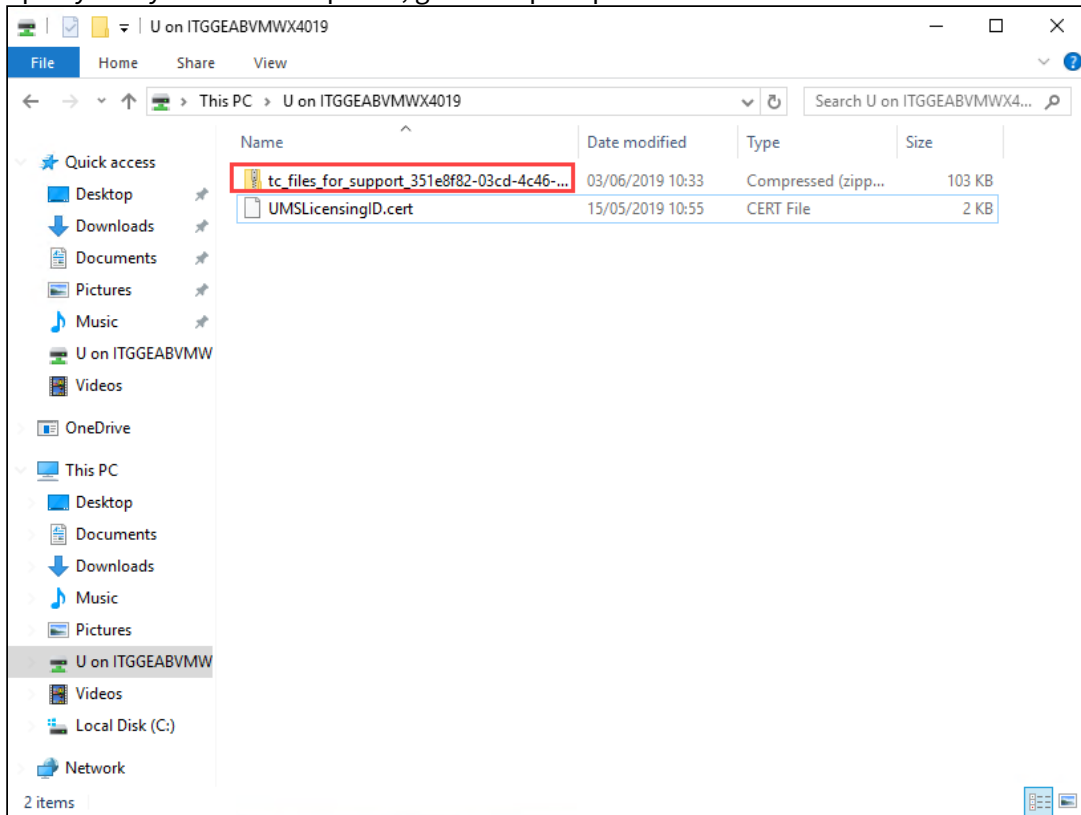 U on ITGGEABVMWX4019
File Home Share View
This PC > U on ITGGEABVMWX4019 Search U on ITGGEABVMWX4...
Name Date modified Type Size
tc_files_for_support_351e8f82-03cd-4c46-... 03/06/2019 10:33 Compressed (zipp... 103 KB
UMSLicensingID.cert 15/05/2019 10:55 CERT File 2 KB
Quick access
Desktop
Downloads
Documents
Pictures
Music
U on ITGGEABVMW
Videos
OneDrive
This PC
Desktop
Documents
Downloads
Music
Pictures
U on ITGGEABVMW
Videos
Local Disk (C:)
Network
2 items